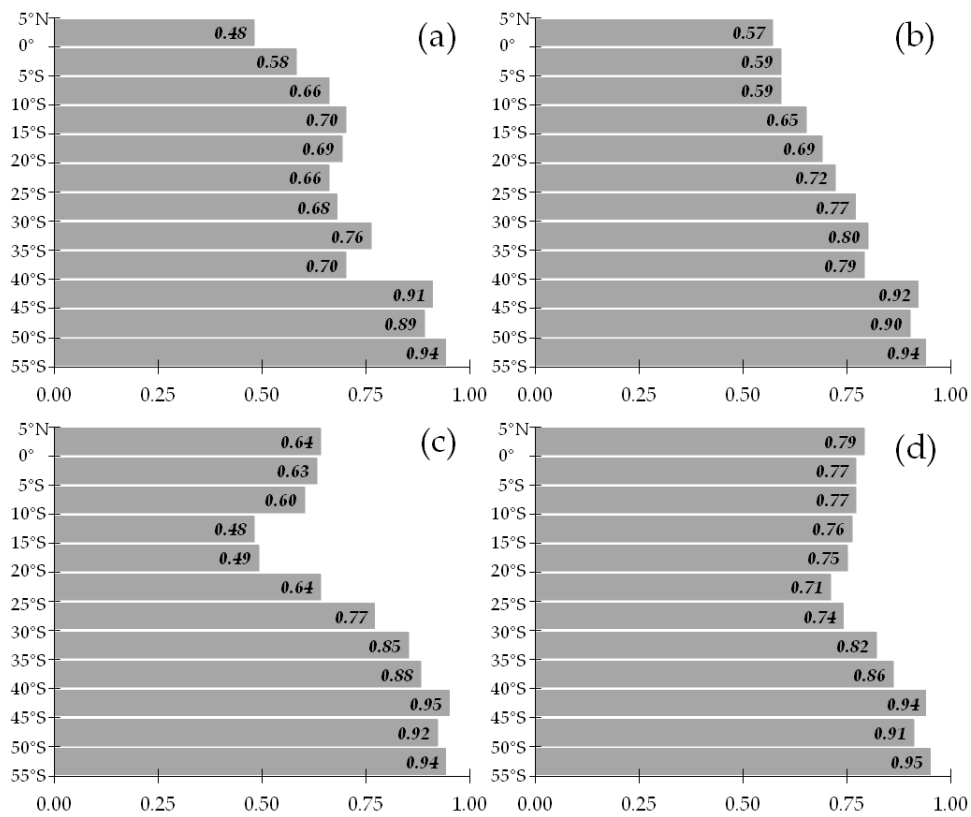 5°N
0.48
(a)
0°
0.58
5°S
0.66
10°S
0.70
15°S
0.69
20°S
0.66
25°S
0.68
30°S
0.76
35°S
0.70
40°S
0.91
45°S
0.89
50°S
0.94
55°S
0.00 0.25 0.50 0.75 1.00
5°N
0.57
(b)
0°
0.59
5°S
0.59
10°S
0.65
15°S
0.69
20°S
0.72
25°S
0.77
30°S
0.80
35°S
0.79
40°S
0.92
45°S
0.90
50°S
0.94
55°S
0.00 0.25 0.50 0.75 1.00
5°N
0.64
(c)
0°
0.63
5°S
0.60
10°S
0.48
15°S
0.49
20°S
0.64
25°S
0.77
30°S
0.85
35°S
0.88
40°S
0.95
45°S
0.92
50°S
0.94
55°S
0.00 0.25 0.50 0.75 1.00
5°N
0.79
(d)
0°
0.77
5°S
0.77
10°S
0.76
15°S
0.75
20°S
0.71
25°S
0.74
30°S
0.82
35°S
0.86
40°S
0.94
45°S
0.91
50°S
0.95
55°S
0.00 0.25 0.50 0.75 1.00